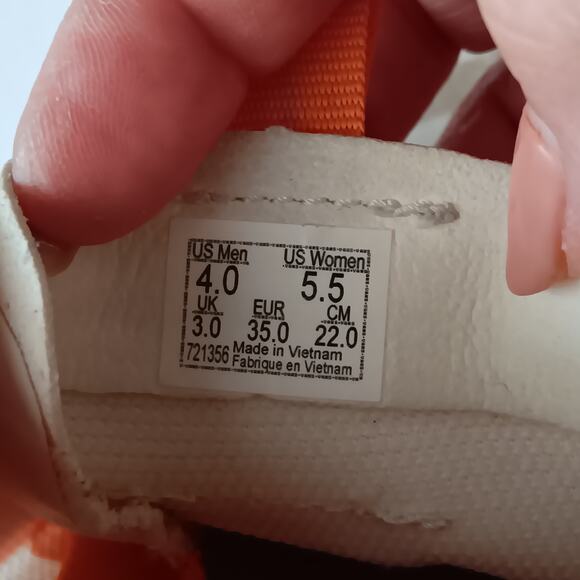 US Men US Women
4.0 5.5
UK EUR CM
3.0 35.0 22.0
721356 Made in Vietnam
Fabrique en Vietnam